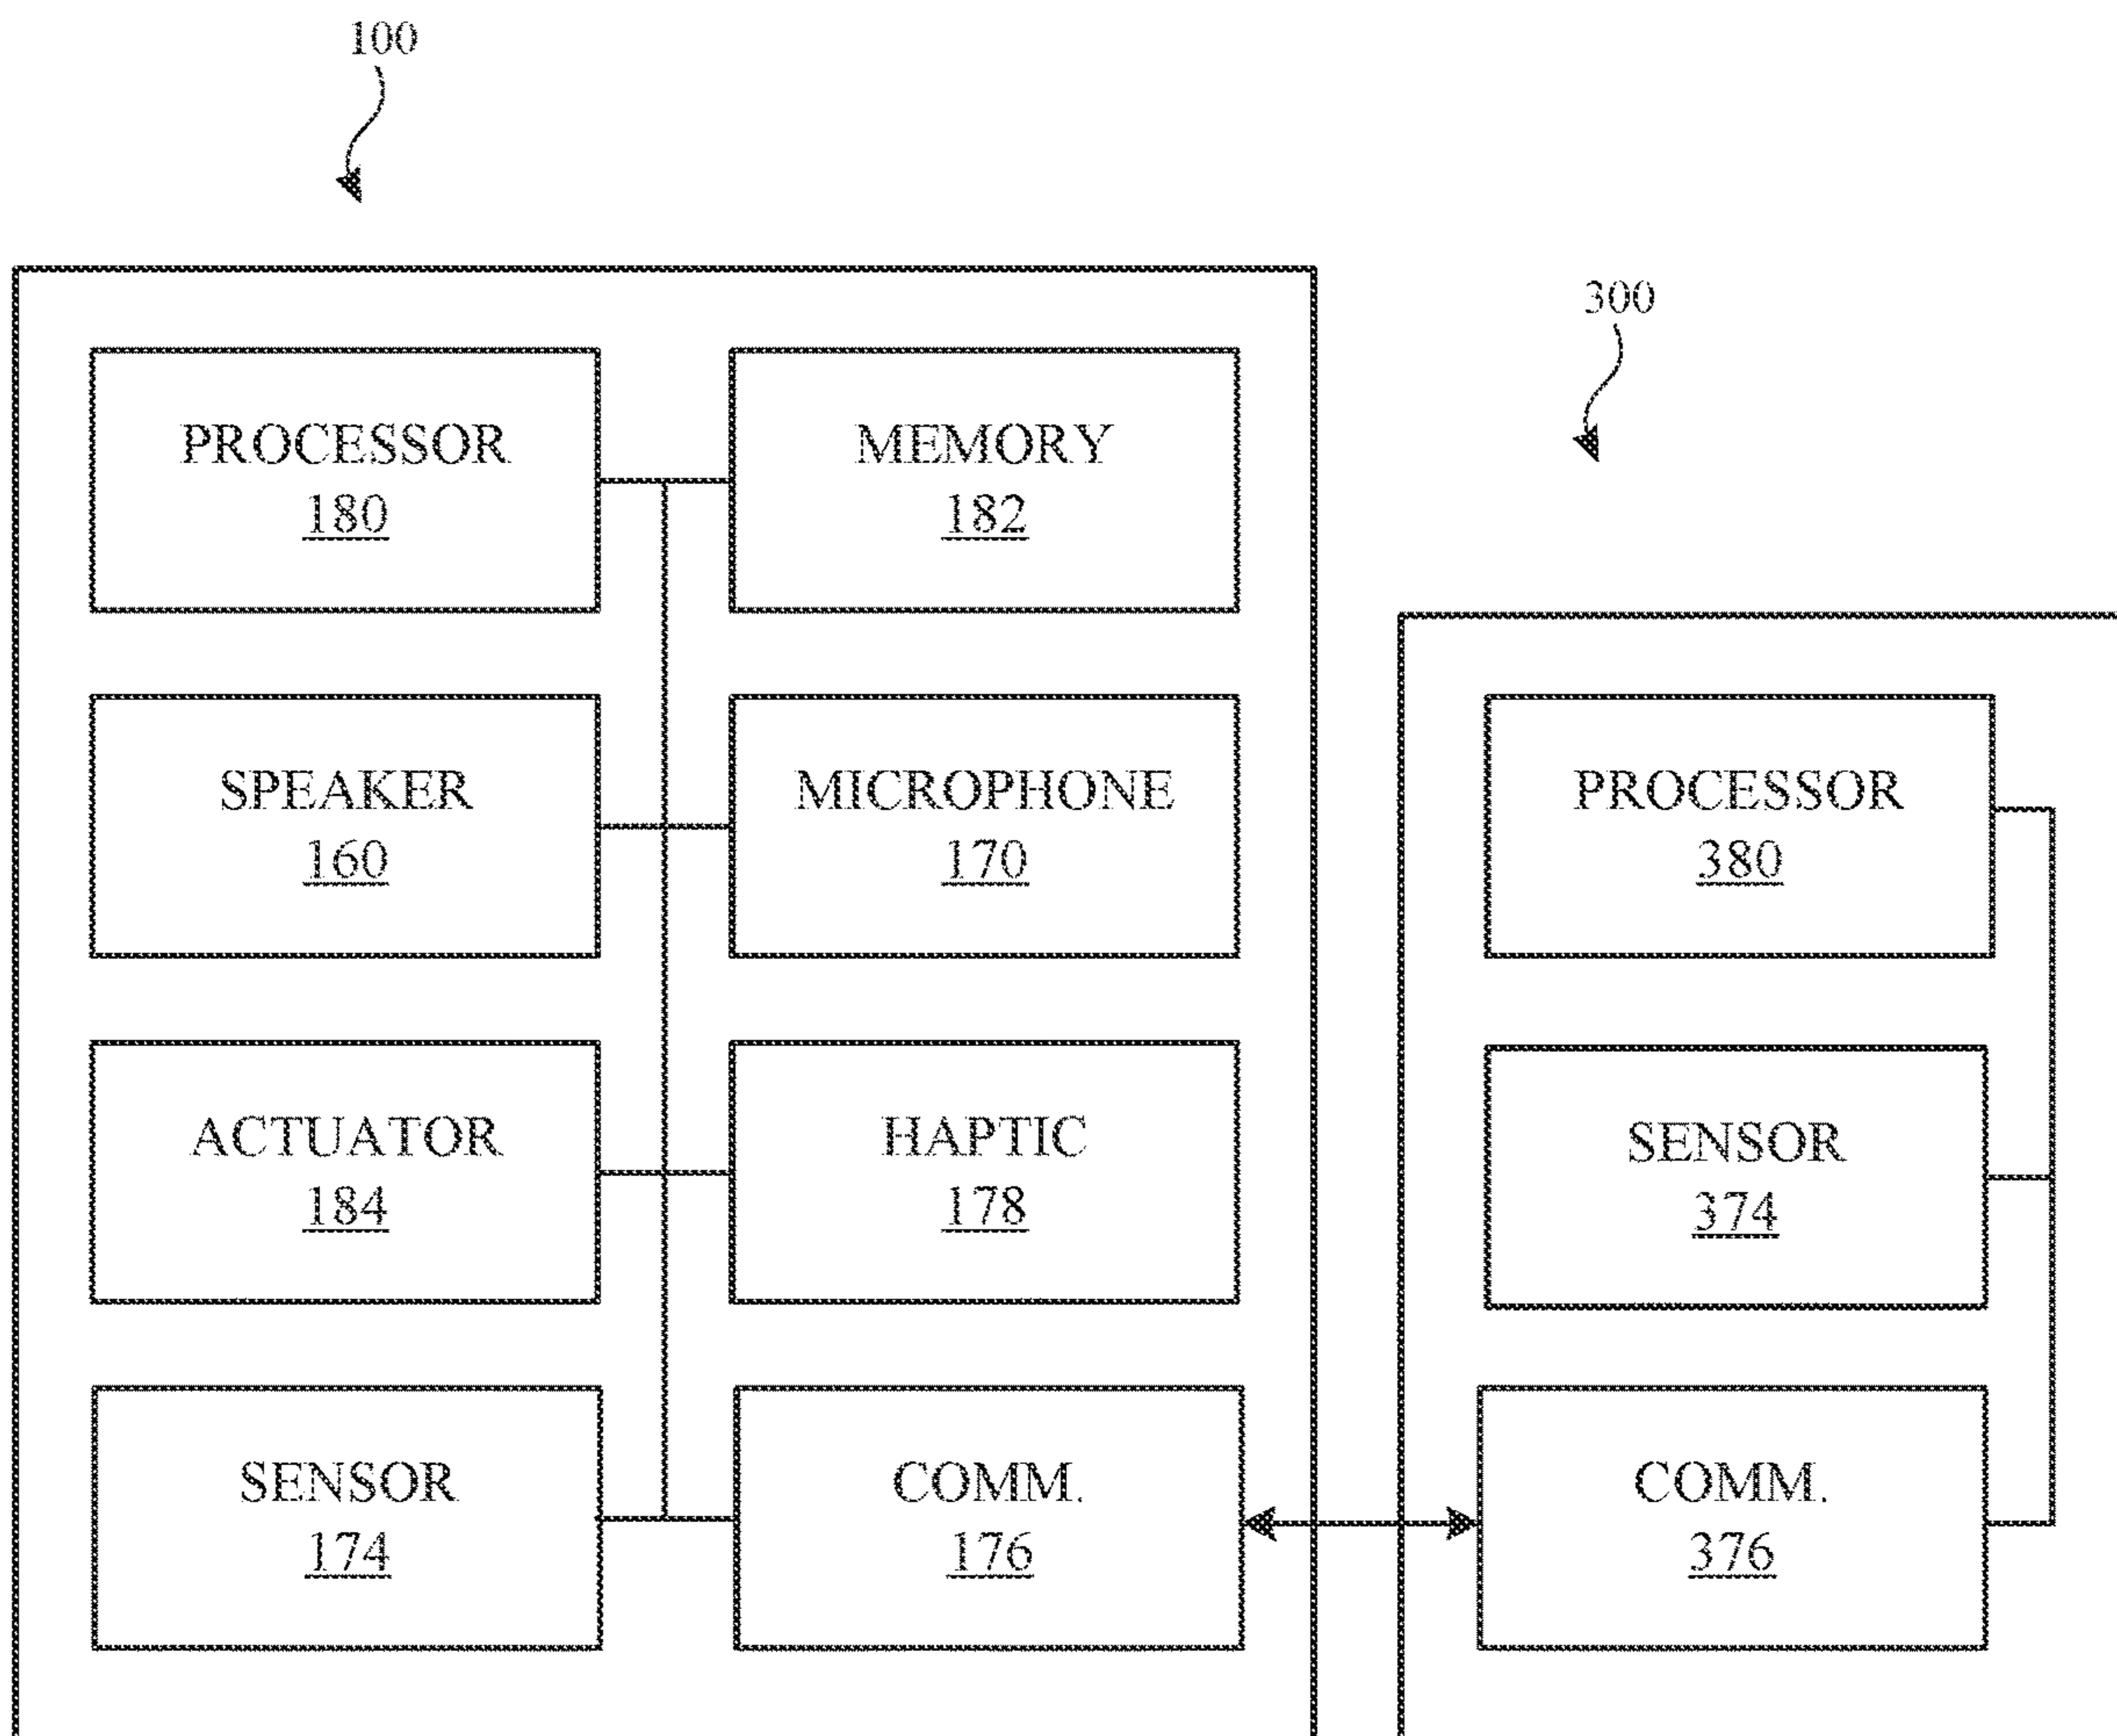 100
300
PROCESSOR
180
MEMORY
182
SPEAKER
160
MICROPHONE
170
PROCESSOR
380
ACTUATOR
184
HAPTIC
178
SENSOR
374
SENSOR
174
COMM.
176
COMM.
376